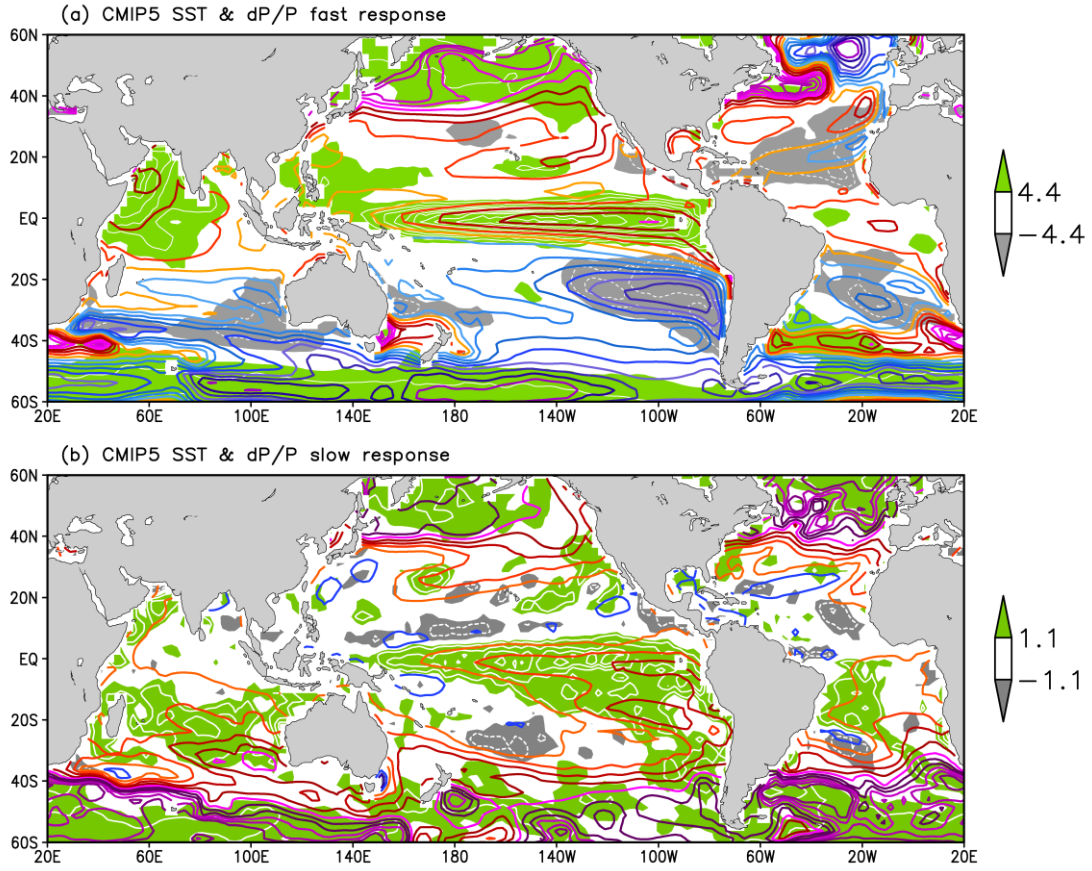 (a) CMIP5 SST & dP/P fast response
60N
40N
20N
EQ
20S
40S
60S
20E 60E 100E 140E 180 140W 100W 60W 20W 20E
4.4
-4.4
(b) CMIP5 SST & dP/P slow response
60N
40N
20N
EQ
20S
40S
60S
20E 60E 100E 140E 180 140W 100W 60W 20W 20E
1.1
-1.1